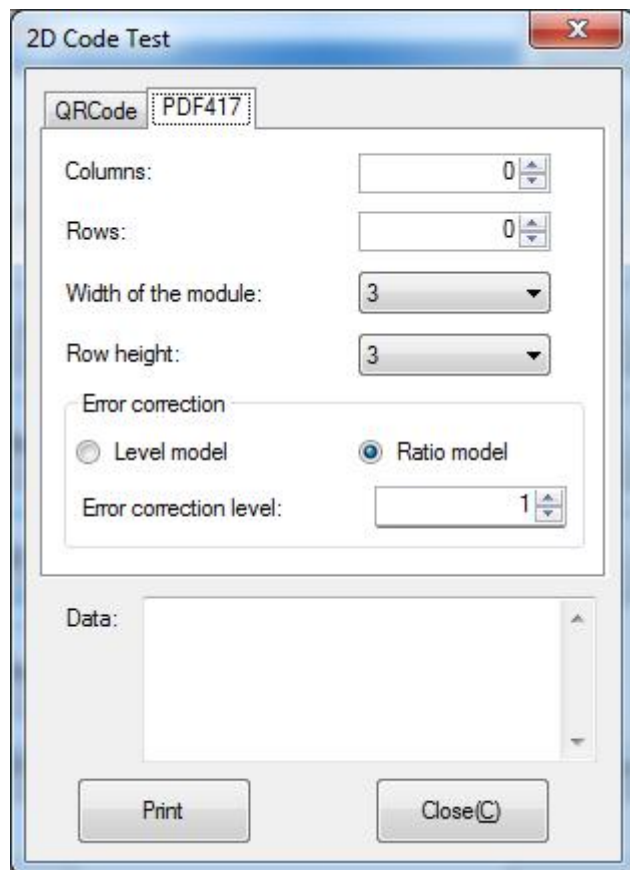 2D Code Test
QRCode PDF417
Columns: 0
Rows: 0
Width of the module: 3
Row height: 3
Error correction
Level model Ratio model
Error correction level: 1
Data:
Print Close(C)